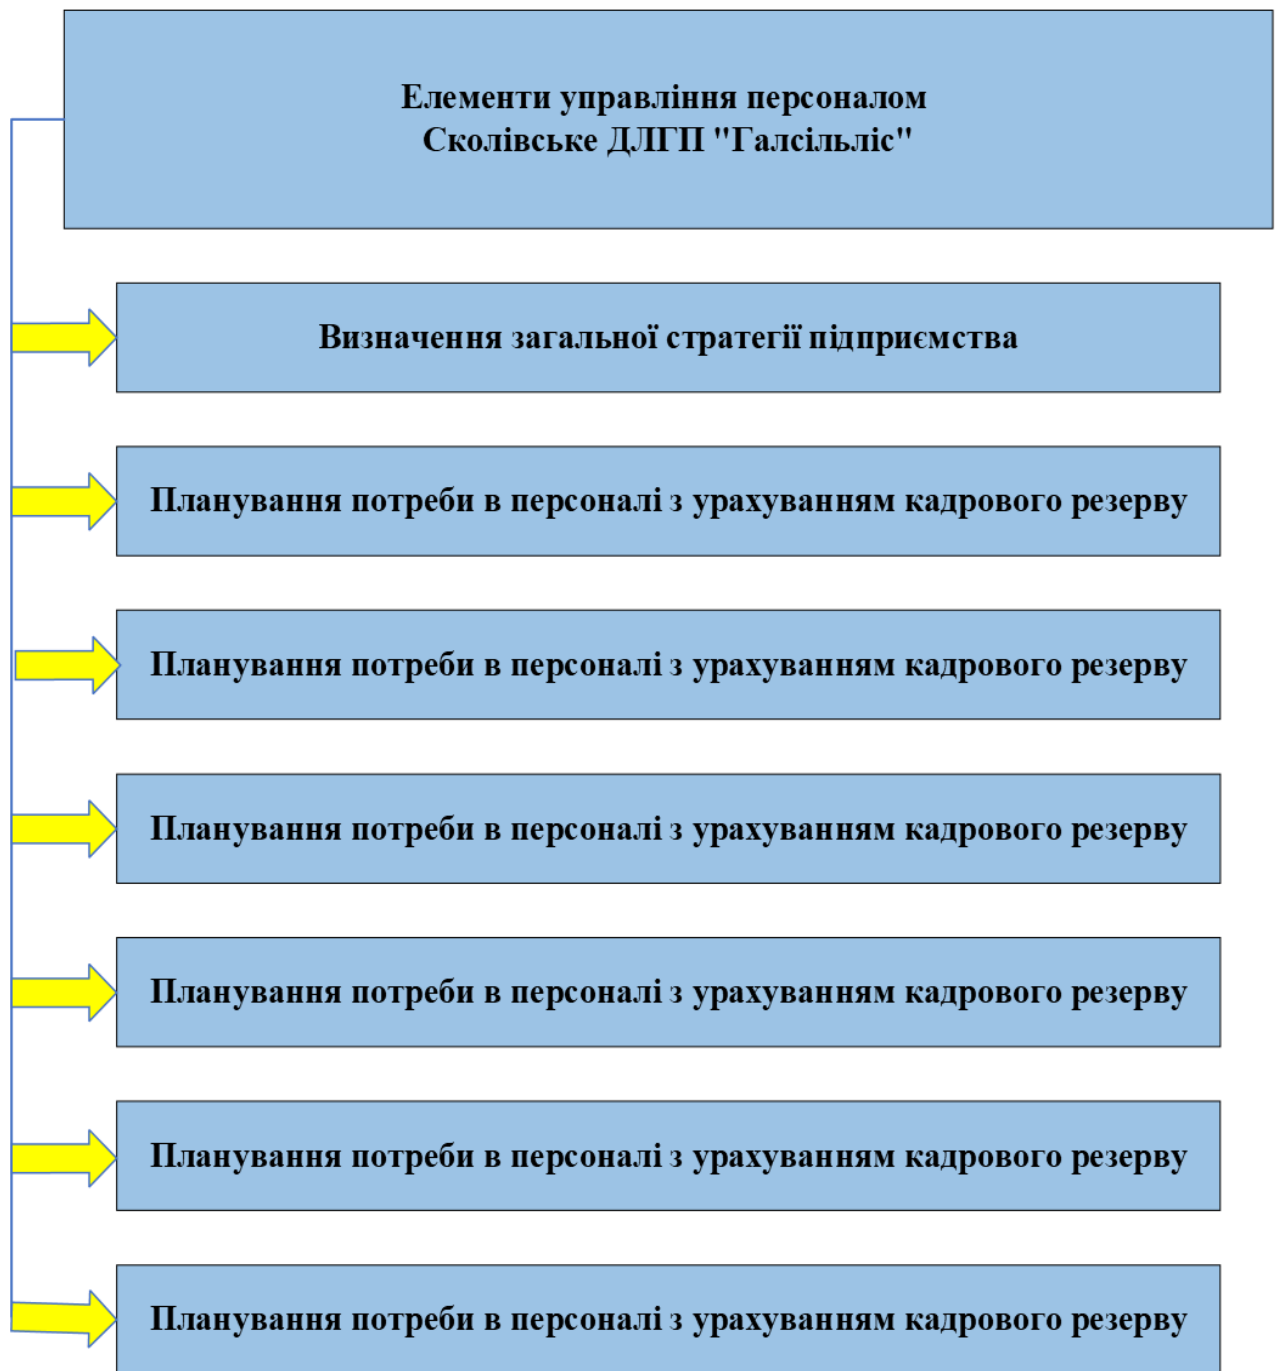 Елементи управління персоналом
Сколівське ДЛГП "Галсільліс"
Визначення загальної стратегії підприємства
Планування потреби в персоналі з урахуванням кадрового резерву
Планування потреби в персоналі з урахуванням кадрового резерву
Планування потреби в персоналі з урахуванням кадрового резерву
Планування потреби в персоналі з урахуванням кадрового резерву
Планування потреби в персоналі з урахуванням кадрового резерву
Планування потреби в персоналі з урахуванням кадрового резерву